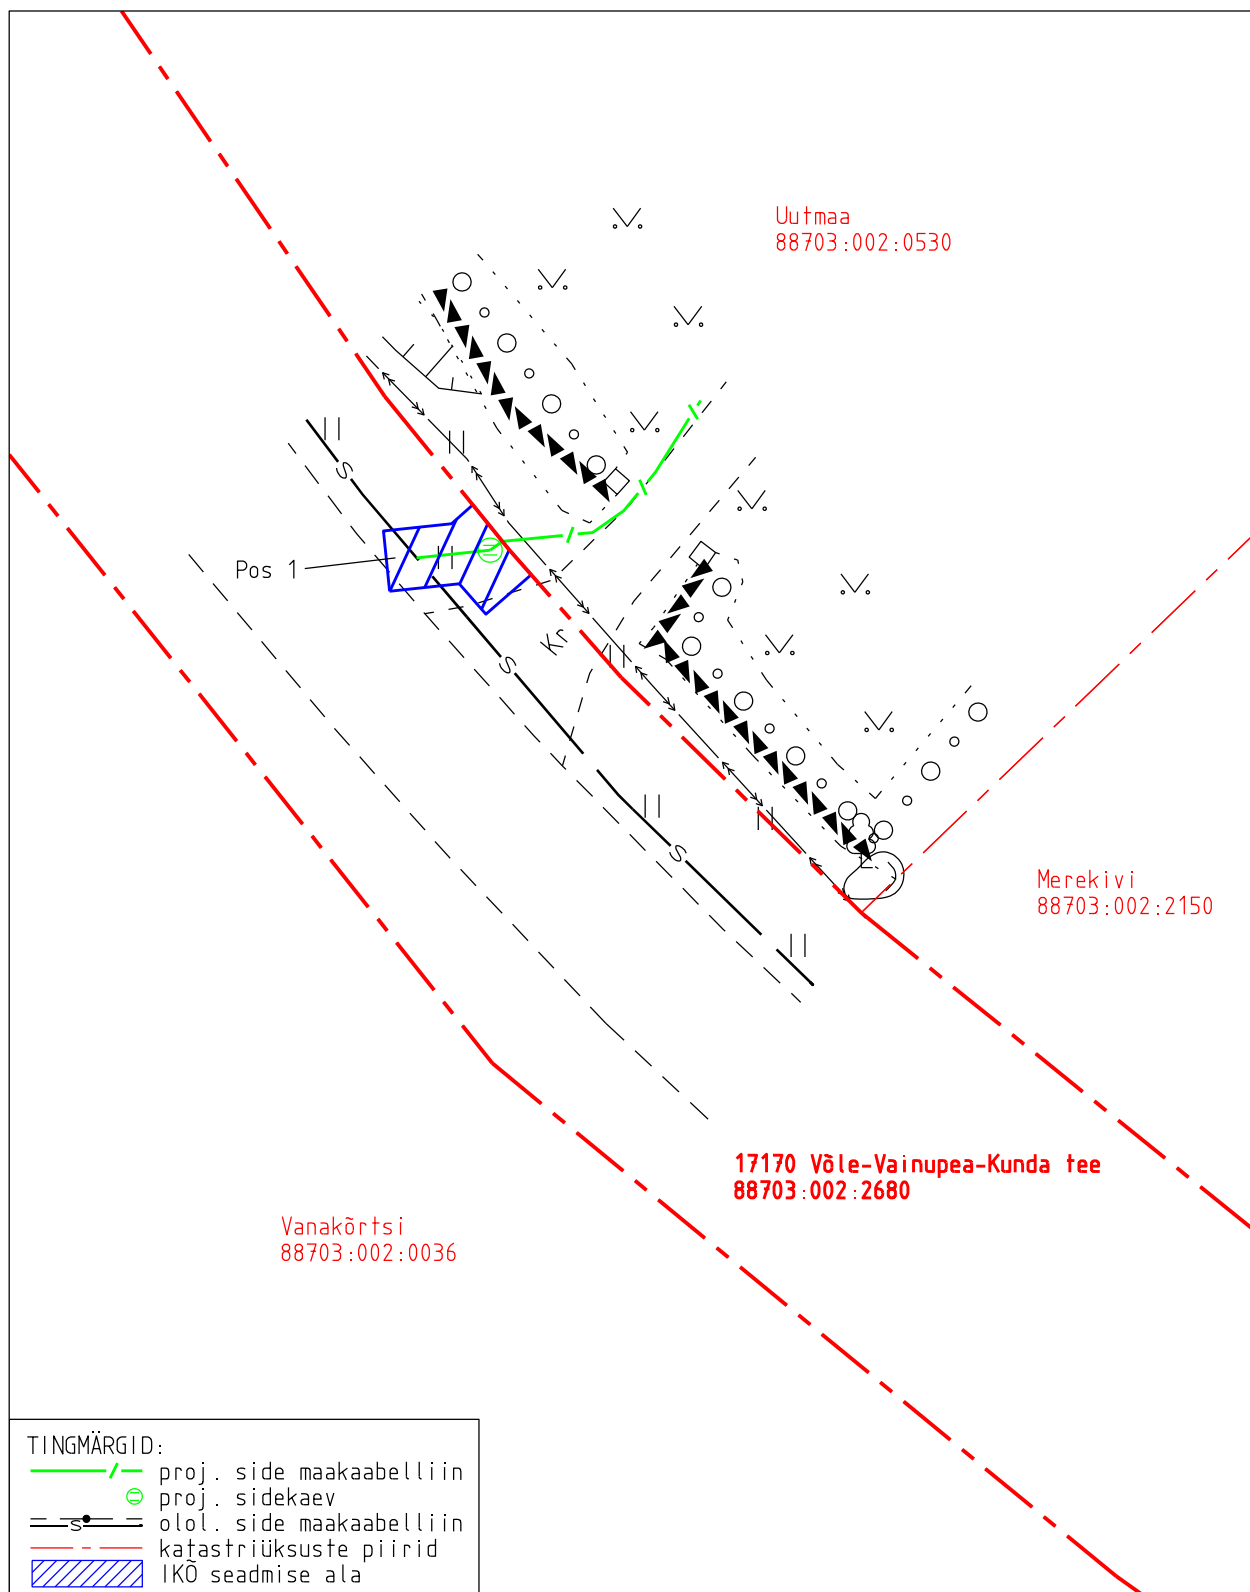 Uutmaa
88703:002:0530
S
Pos 1
Kr
S
S
Merekivi
88703:002:2150
17170 Võle-Vainupea-Kunda tee
88703:002:2680
Vanakõrtsi
88703:002:0036
TINGMÄRGID:
proj. side maakaabelliin
proj. sidekaev
S
olol. side maakaabelliin
katastriüksuste piirid
IKÕ seadmise ala